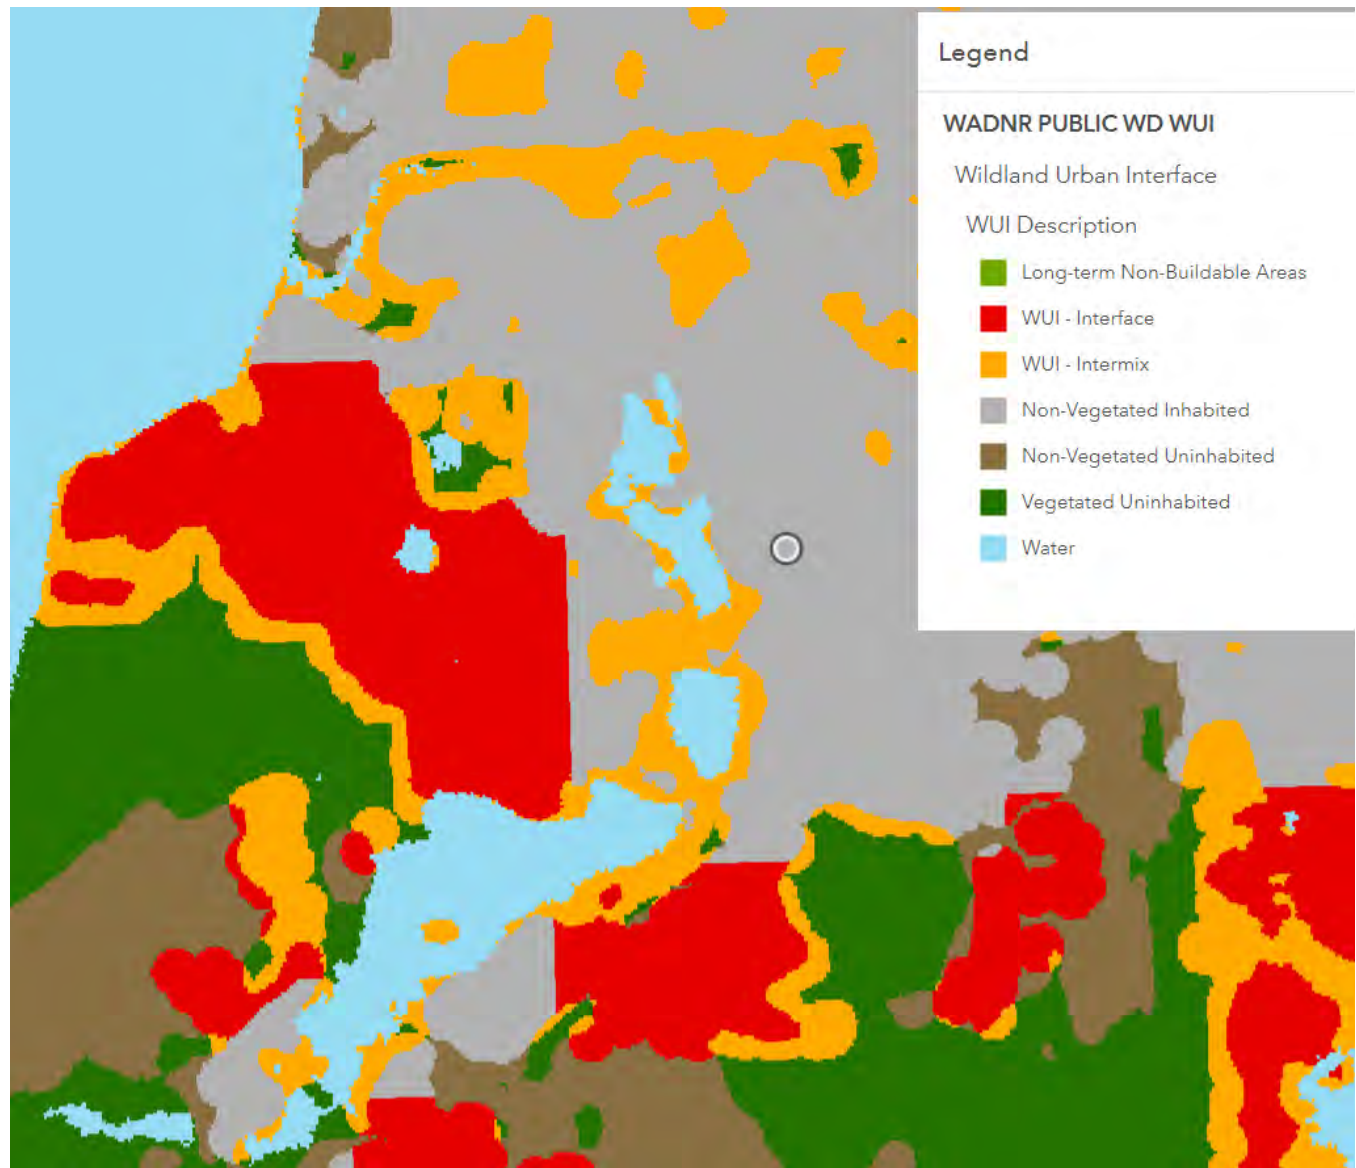 Legend
WADNR PUBLIC WD WUI
Wildland Urban Interface
WUI Description
Long-term Non-Buildable Areas
WUI - Interface
WUI - Intermix
Non-Vegetated Inhabited
Non-Vegetated Uninhabited
Vegetated Uninhabited
Water